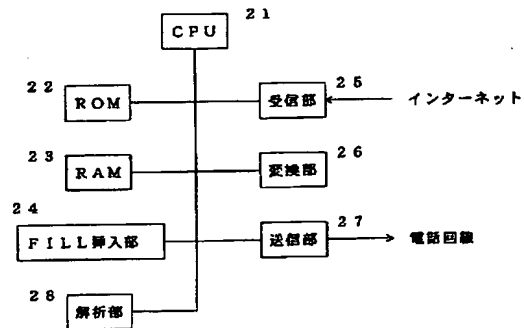 ２１
ＣＰＵ
２２
ＲＯＭ
２５
受信部
インターネット
２３
ＲＡＭ
２６
変換部
２４
ＦＩＬＬ挿入部
２７
送信部
電話回線
２８
解析部